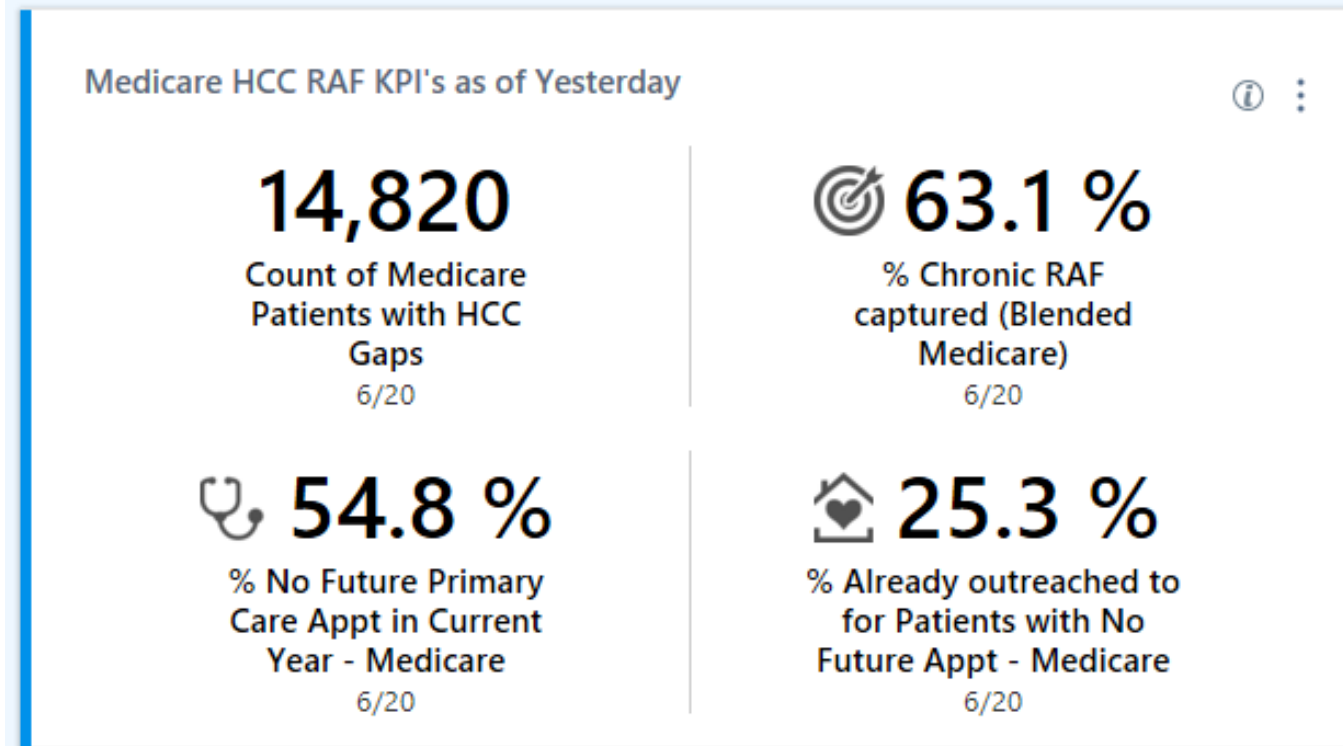 Medicare HCC RAF KPI's as of Yesterday
14,820
Count of Medicare
Patients with HCC
Gaps
6/20
63.1 %
% Chronic RAF
captured (Blended
Medicare)
6/20
54.8 %
% No Future Primary
Care Appt in Current
Year - Medicare
6/20
25.3 %
% Already outreached to
for Patients with No
Future Appt - Medicare
6/20